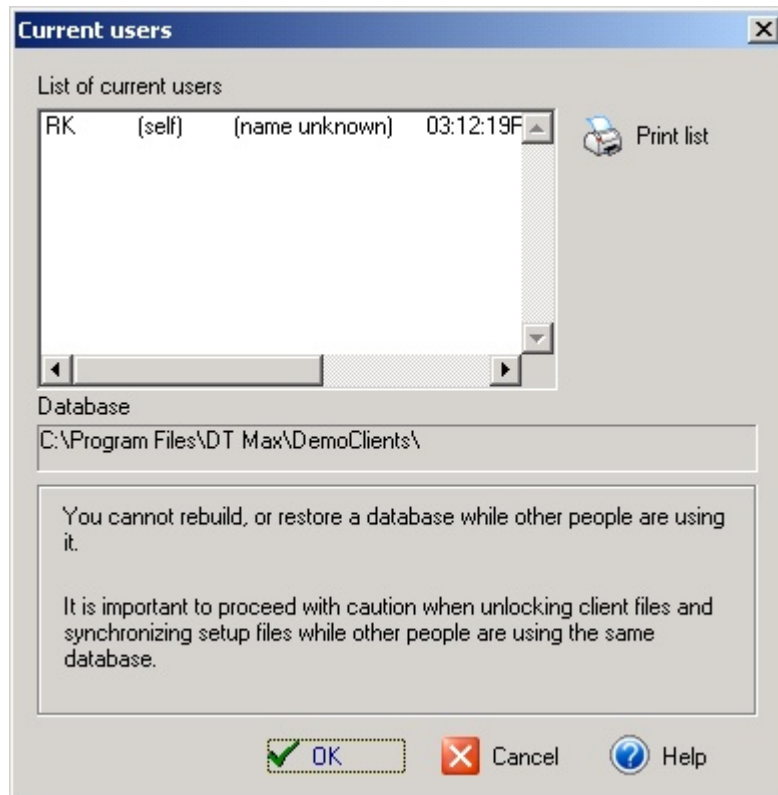 Current users
List of current users
RK (self) (name unknown) 03:12:19F
Print list
Database
C:\Program Files\DT Max\DemoClients\
You cannot rebuild, or restore a database while other people are using
it.
It is important to proceed with caution when unlocking client files and
synchronizing setup files while other people are using the same
database.
OK Cancel Help